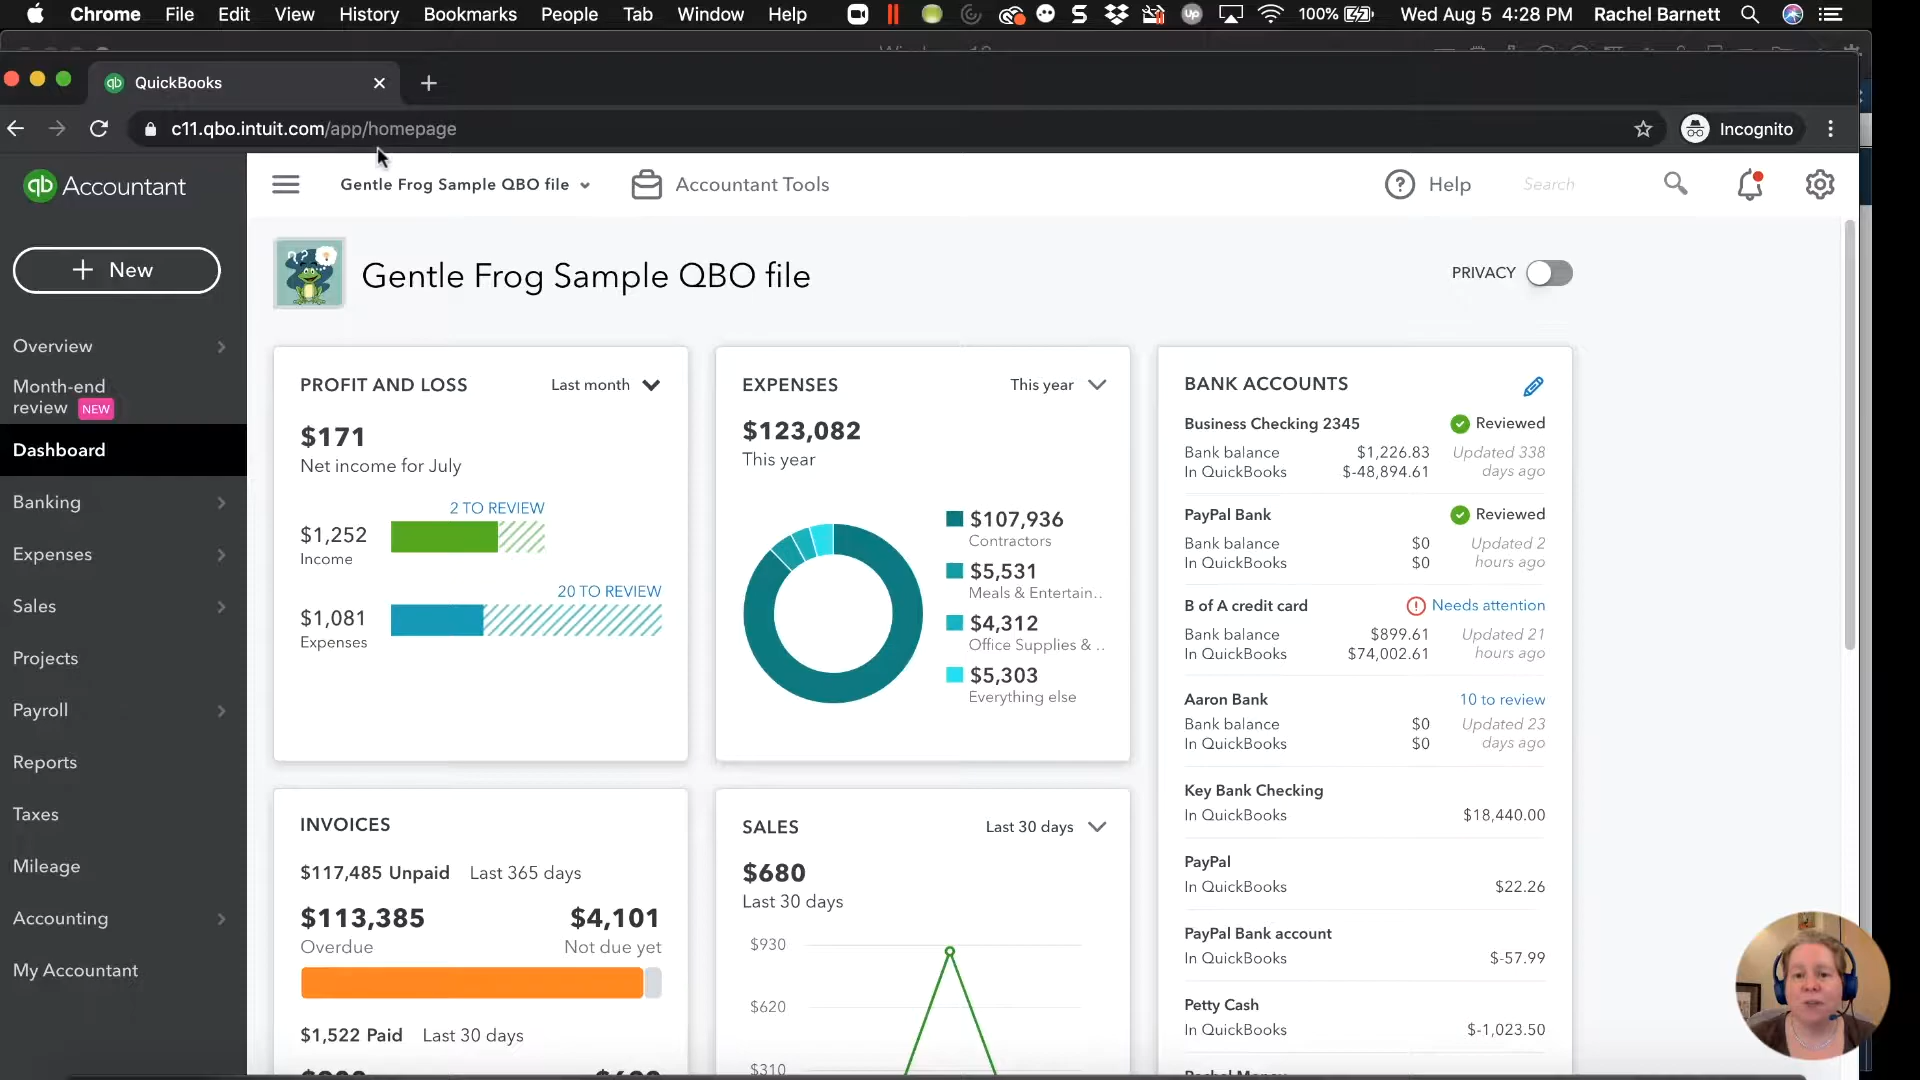 Chrome File Edit View History Bookmarks People Tab Window Help 100% Wed Aug 5 4:28 PM Rachel Barnett
QuickBooks
c11.qbo.intuit.com/app/homepage
Incognito
qb Accountant
Gentle Frog Sample QBO file
Accountant Tools
Help
Search
+ New
Overview
Month-end
review NEW
Dashboard
Banking
Expenses
Sales
Projects
Payroll
Reports
Taxes
Mileage
Accounting
My Accountant
Gentle Frog Sample QBO file
PRIVACY
PROFIT AND LOSS
Last month
$171
Net income for July
2 TO REVIEW
$1,252
Income
20 TO REVIEW
$1,081
Expenses
EXPENSES
This year
$123,082
This year
$107,936
Contractors
$5,531
Meals & Entertain..
$4,312
Office Supplies & ..
$5,303
Everything else
BANK ACCOUNTS
Business Checking 2345 Reviewed
Bank balance $1,226.83 Updated 338
In QuickBooks $-48,894.61 days ago
PayPal Bank Reviewed
Bank balance $0 Updated 2
In QuickBooks $0 hours ago
B of A credit card Needs attention
Bank balance $899.61 Updated 21
In QuickBooks $74,002.61 hours ago
Aaron Bank 10 to review
Bank balance $0 Updated 23
In QuickBooks $0 days ago
Key Bank Checking
In QuickBooks $18,440.00
PayPal
In QuickBooks $22.26
PayPal Bank account
In QuickBooks $-57.99
Petty Cash
In QuickBooks $-1,023.50
INVOICES
$117,485 Unpaid Last 365 days
$113,385 $4,101
Overdue Not due yet
$1,522 Paid Last 30 days
SALES
Last 30 days
$680
Last 30 days
$930
$620
$310